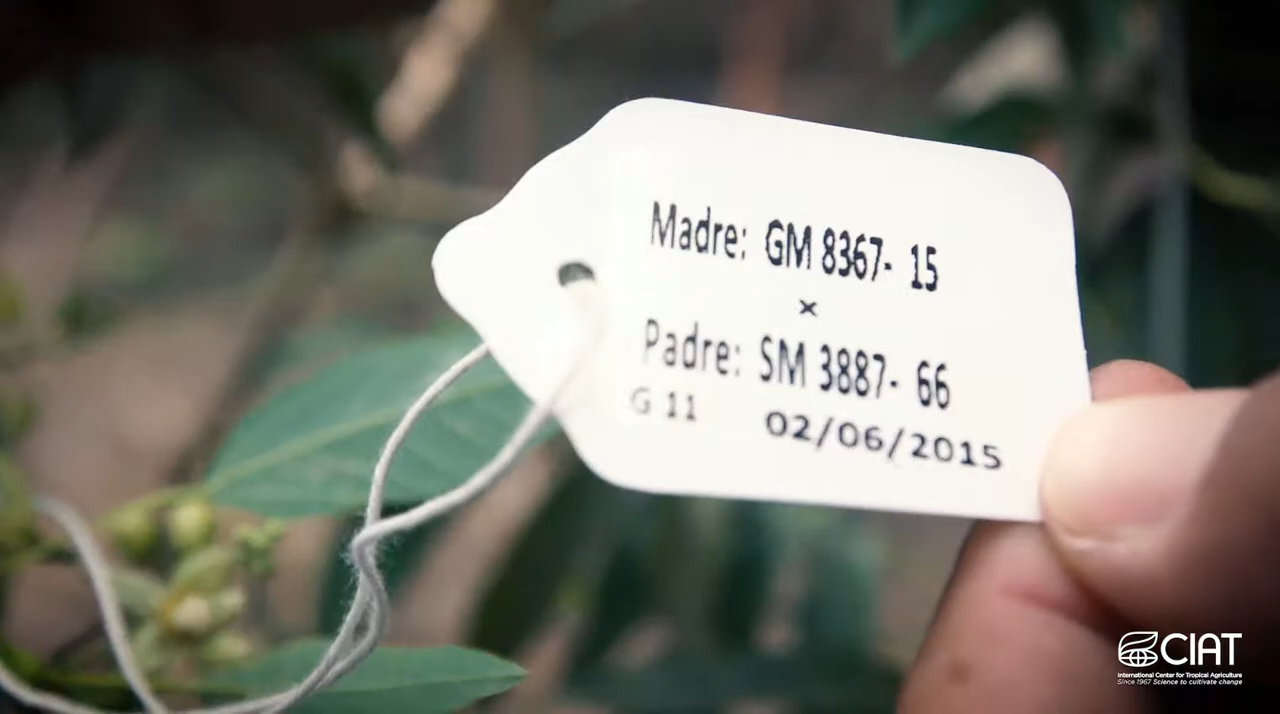 Madre: GM 8367- 15
x
Padre: SM 3887- 66
G 11 02/06/2015
CIAT
International Center for Tropical Agriculture
Since 1967 Science to cultivate change